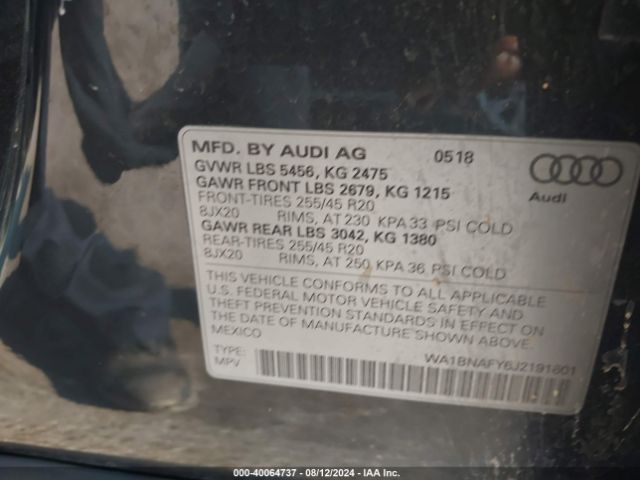 MFD. BY AUDI AG 0518
GVWR LBS 5456, KG 2475
GAWR FRONT LBS 2679, KG 1215
FRONT-TIRES 255/45 R20
8JX20 RIMS, AT 230 KPA 33 PSI COLD
GAWR REAR LBS 3042, KG 1380
REAR-TIRES 255/45 R20
8JX20 RIMS, AT 250 KPA 36 PSI COLD
Audi
THIS VEHICLE CONFORMS TO ALL APPLICABLE
U.S. FEDERAL MOTOR VEHICLE SAFETY AND
THEFT PREVENTION STANDARDS IN EFFECT ON
THE DATE OF MANUFACTURE SHOWN ABOVE.
MEXICO
TYPE: WA1BNAFY6J2191601
MPV
000-40064737 - 08/12/2024 - IAA Inc.